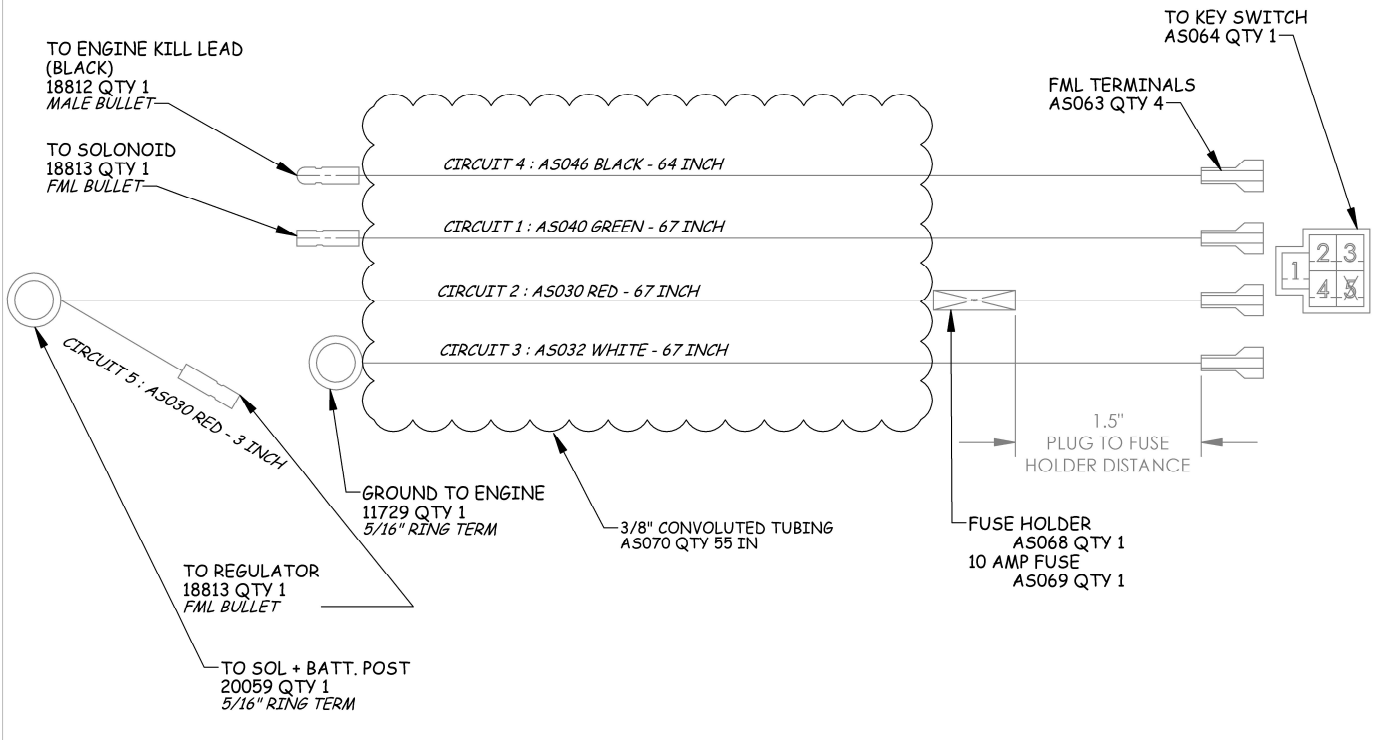 TO KEY SWITCH
AS064 QTY 1
TO ENGINE KILL LEAD
(BLACK)
18812 QTY 1
MALE BULLET
FML TERMINALS
AS063 QTY 4
TO SOLONOID
18813 QTY 1
FML BULLET
CIRCUIT 4 : AS046 BLACK - 64 INCH
CIRCUIT 1 : AS040 GREEN - 67 INCH
CIRCUIT 2 : AS030 RED - 67 INCH
CIRCUIT 3 : AS032 WHITE - 67 INCH
CIRCUIT 5 : AS030 RED - 3 INCH
2 3
1
4 5
1.5"
PLUG TO FUSE
HOLDER DISTANCE
GROUND TO ENGINE
11729 QTY 1
5/16" RING TERM
3/8" CONVOLUTED TUBING
AS070 QTY 55 IN
FUSE HOLDER
AS068 QTY 1
10 AMP FUSE
AS069 QTY 1
TO REGULATOR
18813 QTY 1
FML BULLET
TO SOL + BATT. POST
20059 QTY 1
5/16" RING TERM